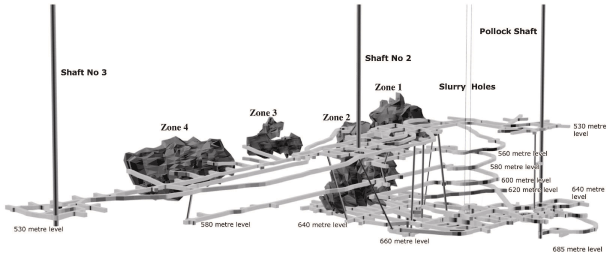 Pollock Shaft
Shaft No 2
Shaft No 3
Zone 1
Slurry Holes
Zone 3
Zone 2
Zone 4
530 metre level
560 metre level
580 metre level
600 metre level
620 metre level
640 metre
level
530 metre level
580 metre level
640 metre level
660 metre level
685 metre level